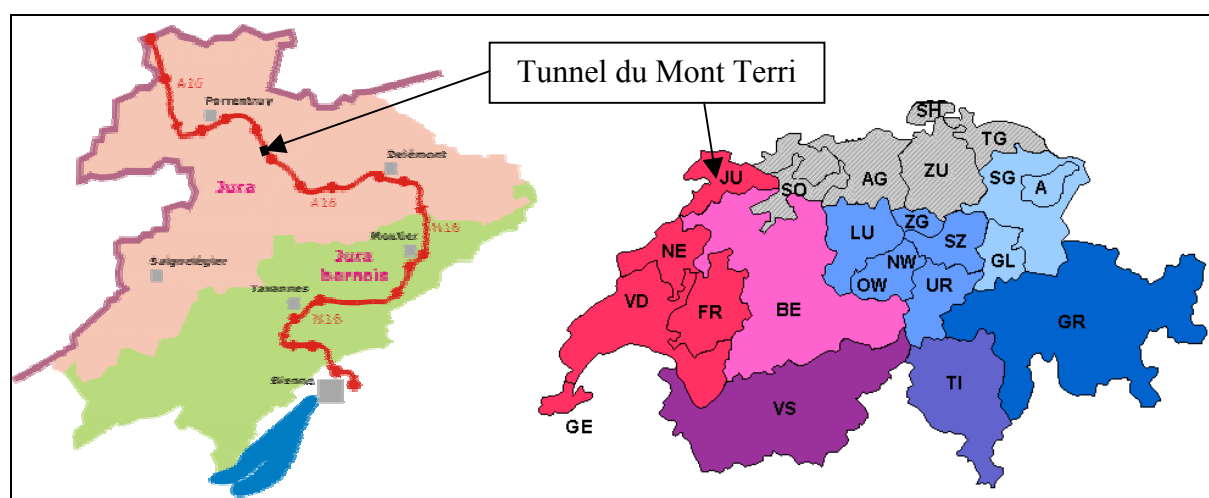 Tunnel du Mont Terri
A16
Porrentruy
Delémont
Jura
A16
N16
Moutier
Jura
bernois
Saignelégier
Tavannes
N16
Bienne
SH
TG
JU
SO
AG
ZU
SG
A
ZG
LU
SZ
NE
NW
GL
OW
UR
VD
FR
BE
GR
TI
VS
GE